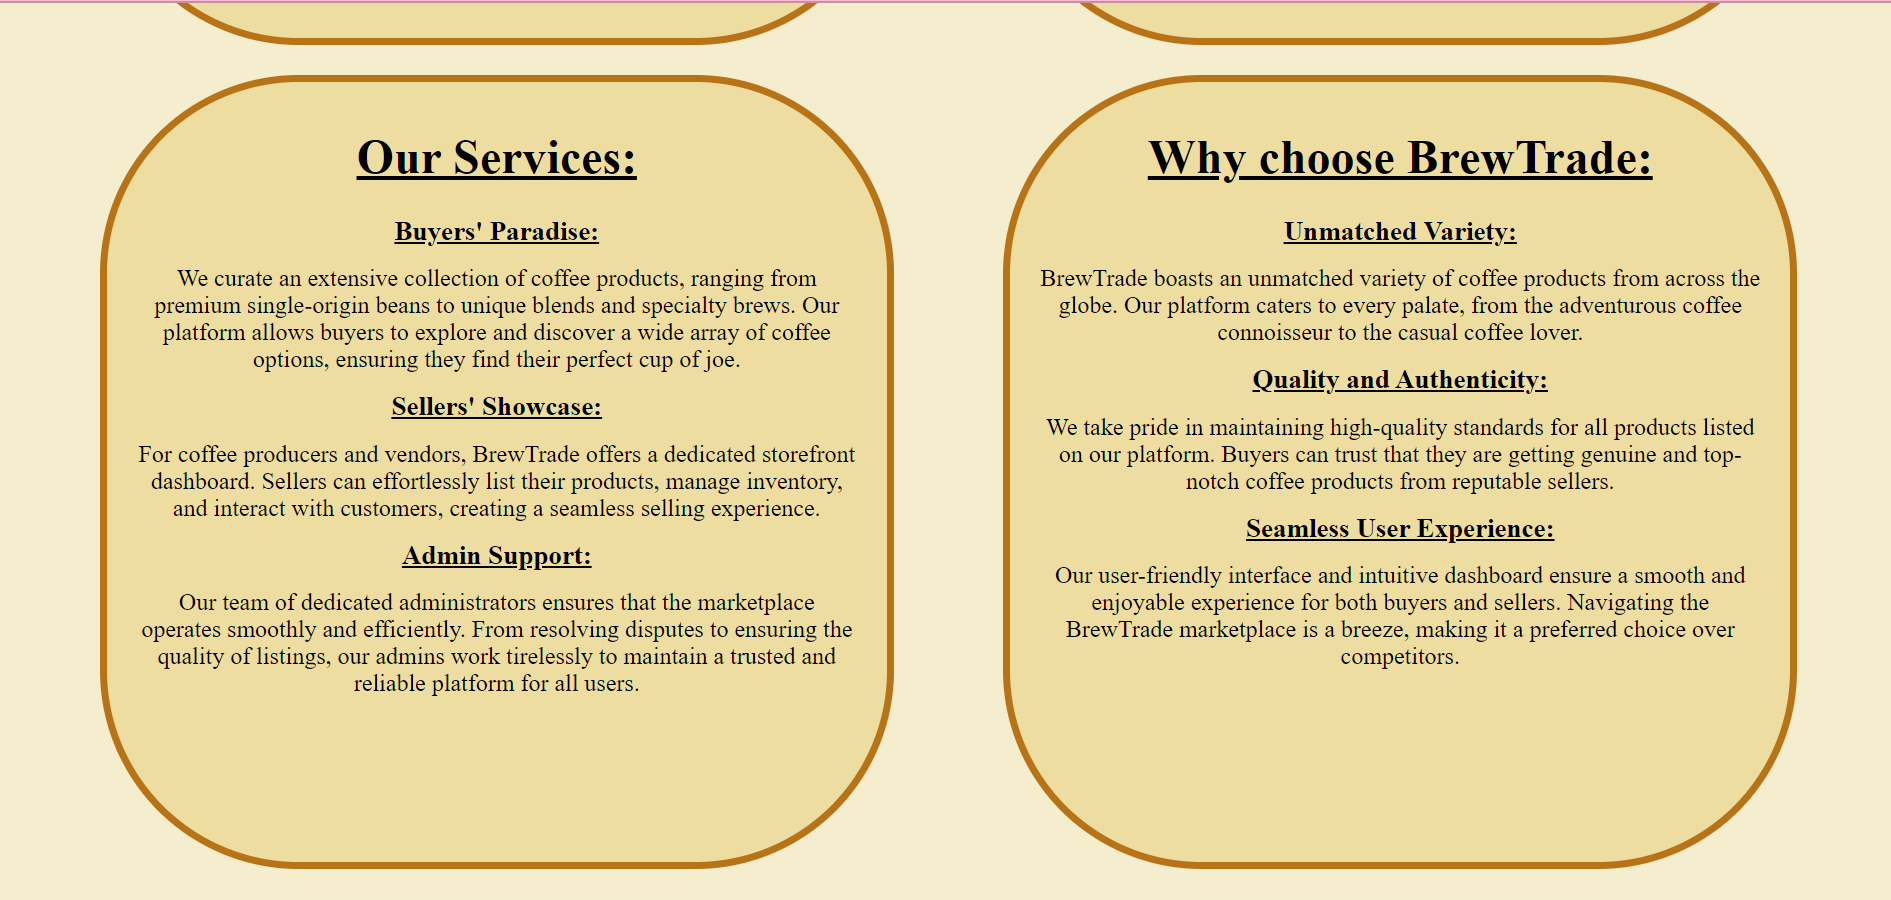 Our Services:
Buyers' Paradise:
We curate an extensive collection of coffee products, ranging from
premium single-origin beans to unique blends and specialty brews. Our
platform allows buyers to explore and discover a wide array of coffee
options, ensuring they find their perfect cup of joe.
Sellers' Showcase:
For coffee producers and vendors, BrewTrade offers a dedicated storefront
dashboard. Sellers can effortlessly list their products, manage inventory,
and interact with customers, creating a seamless selling experience.
Admin Support:
Our team of dedicated administrators ensures that the marketplace
operates smoothly and efficiently. From resolving disputes to ensuring the
quality of listings, our admins work tirelessly to maintain a trusted and
reliable platform for all users.
Why choose BrewTrade:
Unmatched Variety:
BrewTrade boasts an unmatched variety of coffee products from across the
globe. Our platform caters to every palate, from the adventurous coffee
connoisseur to the casual coffee lover.
Quality and Authenticity:
We take pride in maintaining high-quality standards for all products listed
on our platform. Buyers can trust that they are getting genuine and top-
notch coffee products from reputable sellers.
Seamless User Experience:
Our user-friendly interface and intuitive dashboard ensure a smooth and
enjoyable experience for both buyers and sellers. Navigating the
BrewTrade marketplace is a breeze, making it a preferred choice over
competitors.